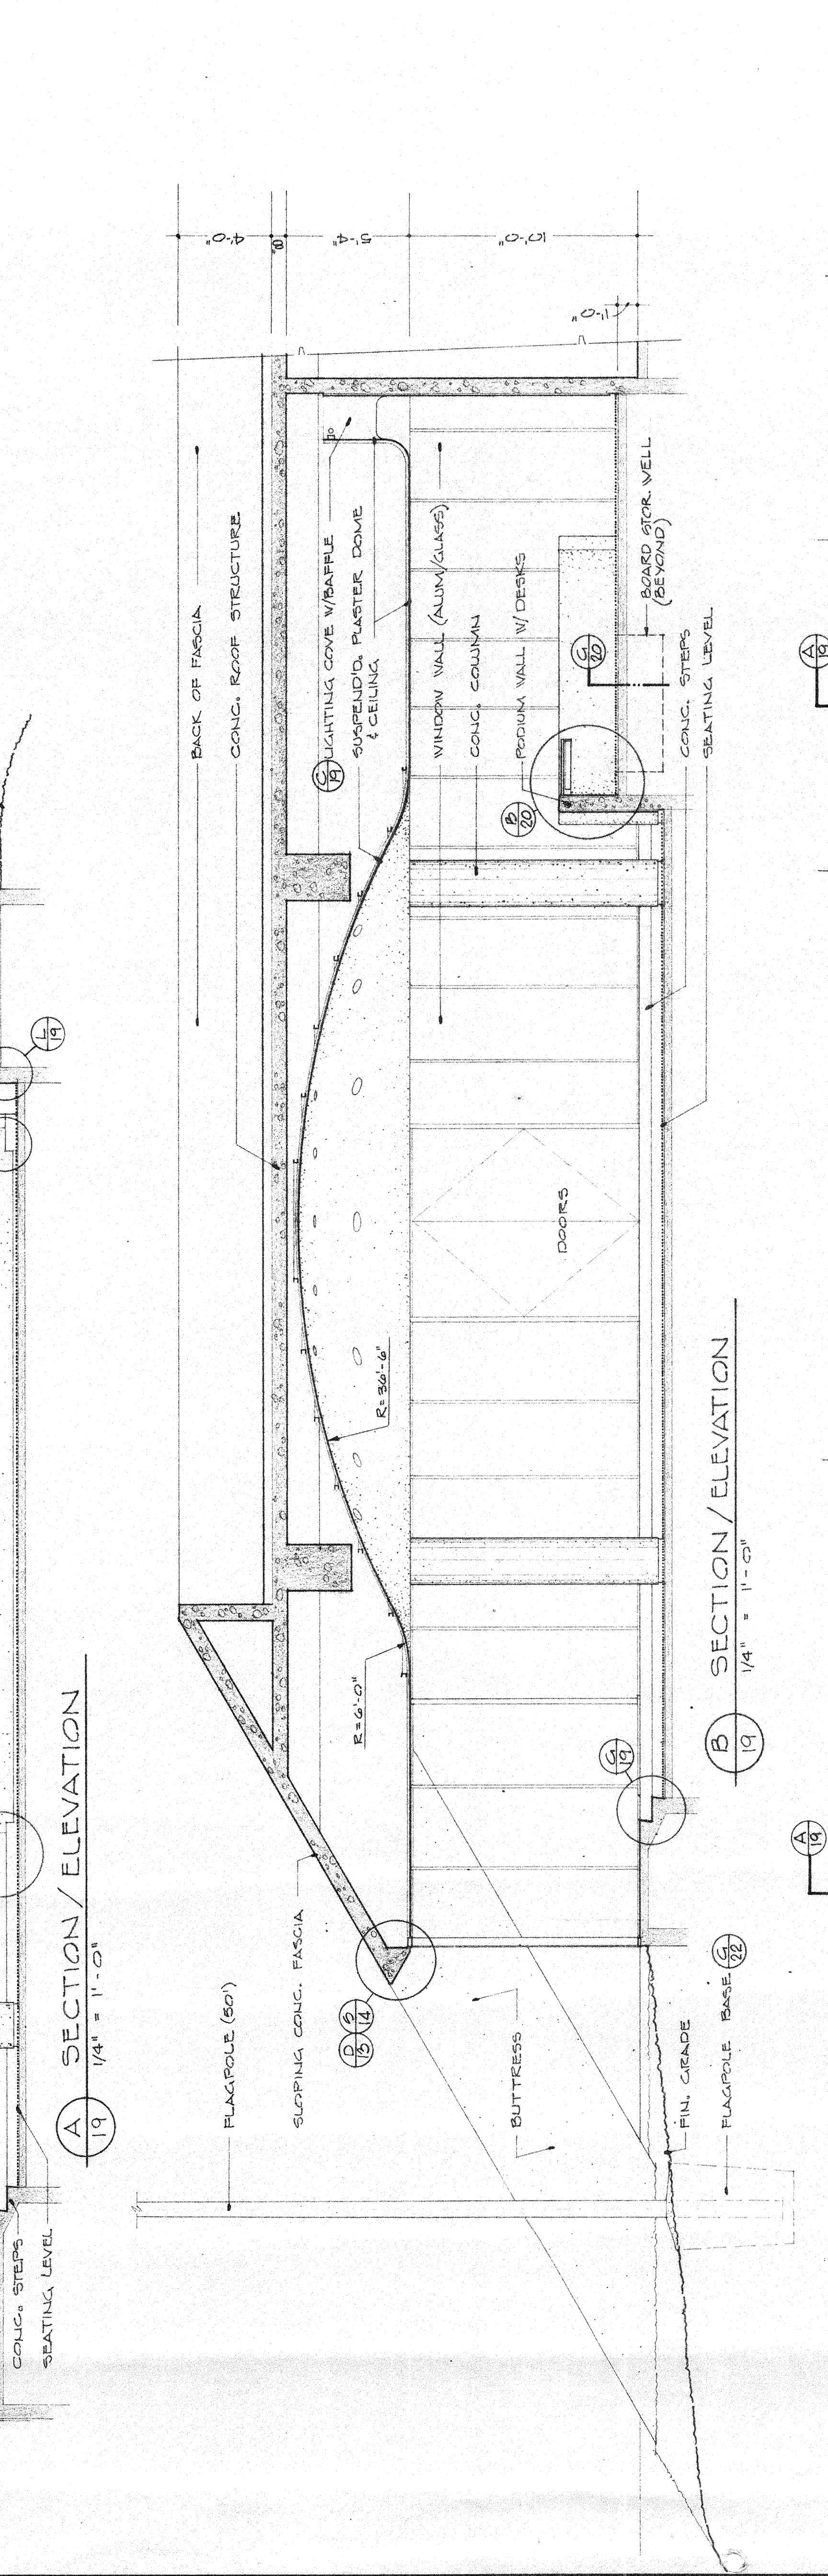 4'-0"
8"
5'-4"
10'-0"
1'-0"
BACK OF FASCIA
CONC. ROOF STRUCTURE
C
19
LIGHTING COVE W/BAFFLE
SUSPEND'D. PLASTER DOME
& CEILING
WINDOW WALL (ALUM/GLASS)
CONC. COLUMN
PODIUM WALL W/DESKS
B
20
G
20
BOARD STOR. WELL
(BEYOND)
CONC. STEPS
SEATING LEVEL
A
19
L
19
DOORS
R=36'-6"
R=6'-0"
G
19
B
19
SECTION / ELEVATION
1/4" = 1'-0"
A
19
SLOPING CONC. FASCIA
D
13
5
14
FLAGPOLE (50')
BUTTRESS
FIN. GRADE
FLAGPOLE BASE
G
22
A
19
SECTION / ELEVATION
1/4" = 1'-0"
CONC. STEPS
SEATING LEVEL